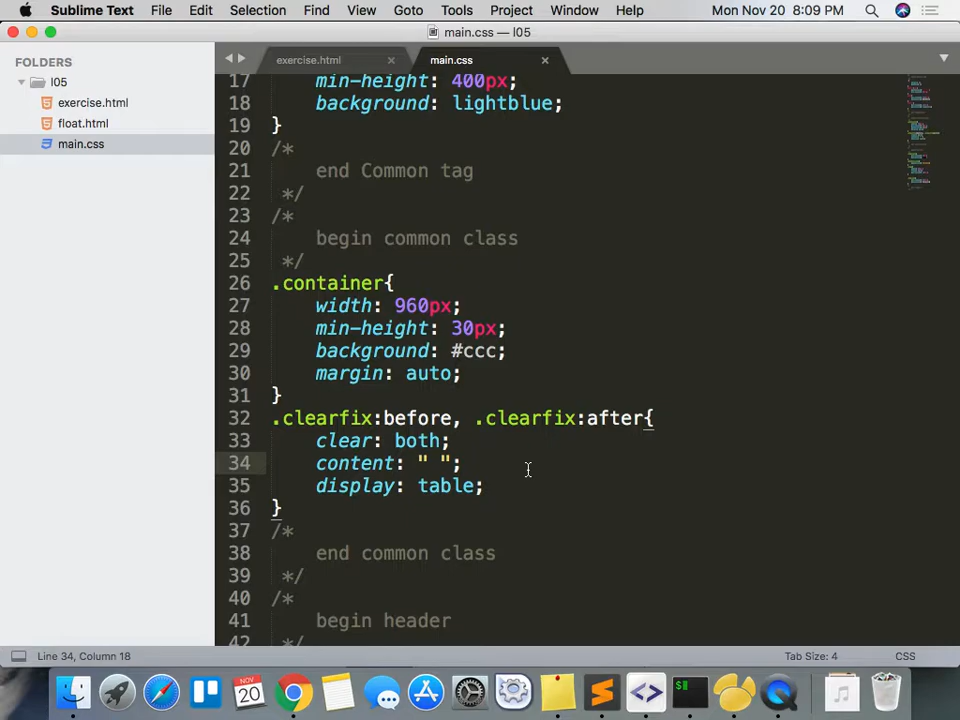 Sublime Text File Edit Selection Find View Goto Tools Project Window Help Mon Nov 20 8:09 PM
main.css — l05
FOLDERS
l05
exercise.html
float.html
main.css
exercise.html × main.css ×
17 min-height: 400px;
18 background: lightblue;
19 }
20 /*
21 end Common tag
22 */
23 /*
24 begin common class
25 */
26 .container{
27 width: 960px;
28 min-height: 30px;
29 background: #ccc;
30 margin: auto;
31 }
32 .clearfix:before, .clearfix:after{
33 clear: both;
34 content: " ";
35 display: table;
36 }
37 /*
38 end common class
39 */
40 /*
41 begin header
42 */
Line 34, Column 18 Tab Size: 4 CSS
NOV
20